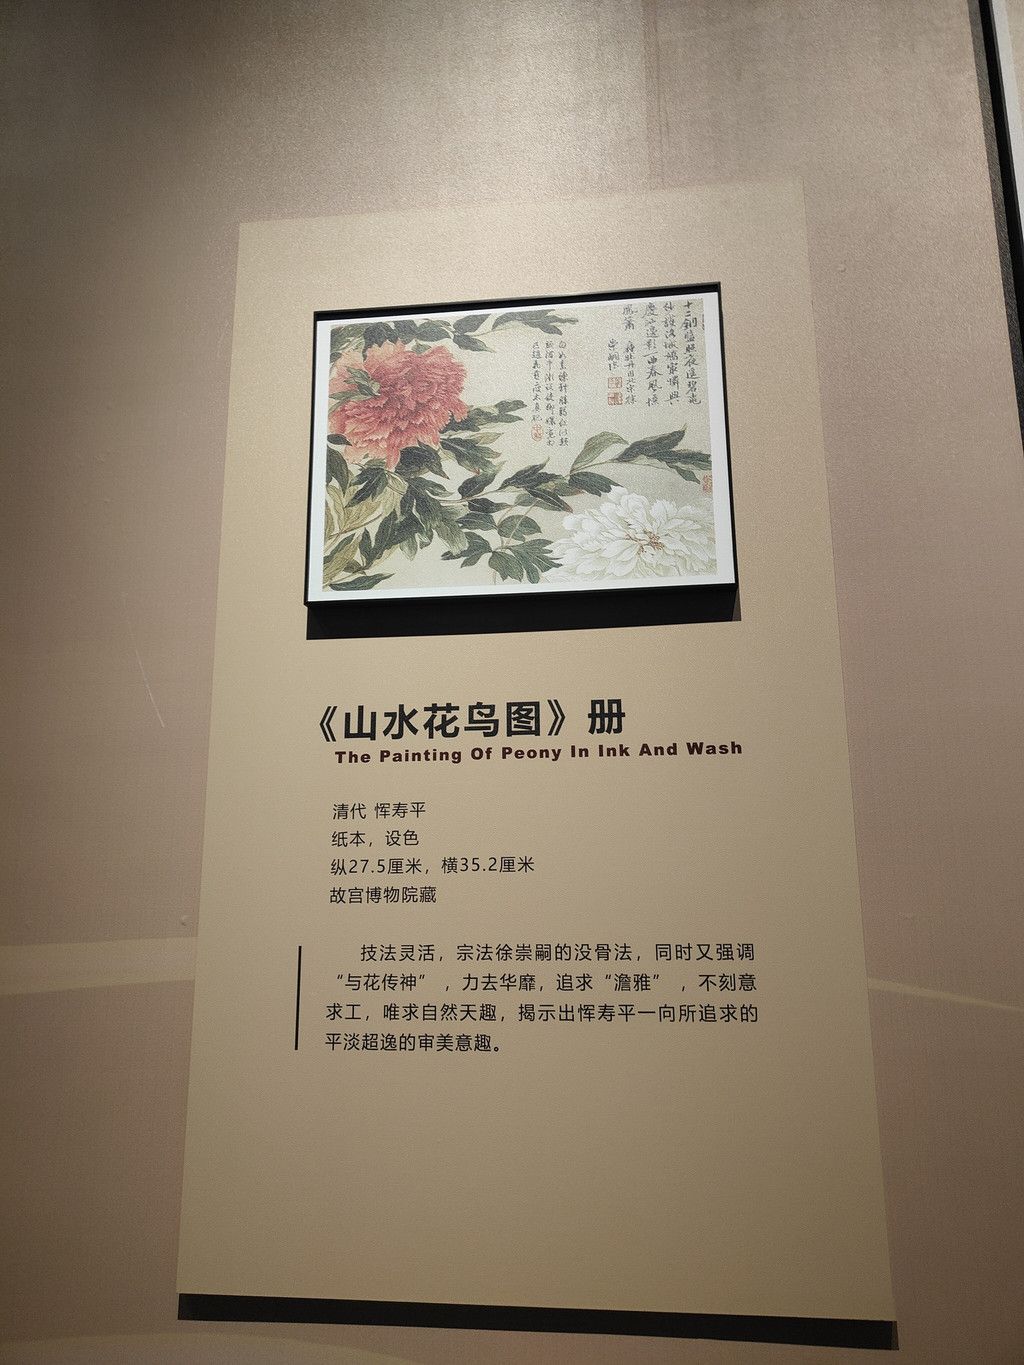 《山水花鸟图》册
The Painting Of Peony In Ink And Wash
清代 恽寿平
纸本，设色
纵27.5厘米，横35.2厘米
故宫博物院藏
技法灵活，宗法徐崇嗣的没骨法，同时又强调
“与花传神”，力去华靡，追求“澹雅”，不刻意
求工，唯求自然天趣，揭示出恽寿平一向所追求的
平淡超逸的审美意趣。